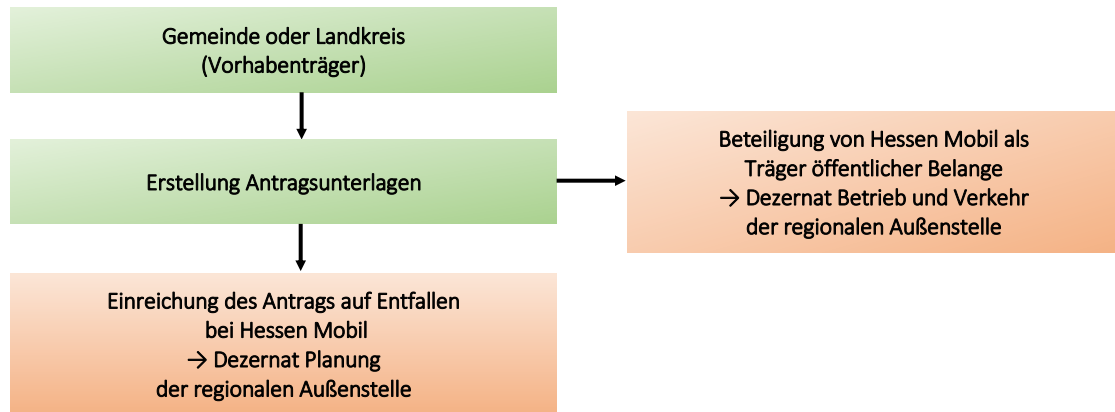 Gemeinde oder Landkreis
(Vorhabenträger)
Erstellung Antragsunterlagen
Beteiligung von Hessen Mobil als
Träger öffentlicher Belange
→ Dezernat Betrieb und Verkehr
der regionalen Außenstelle
Einreichung des Antrags auf Entfallen
bei Hessen Mobil
→ Dezernat Planung
der regionalen Außenstelle